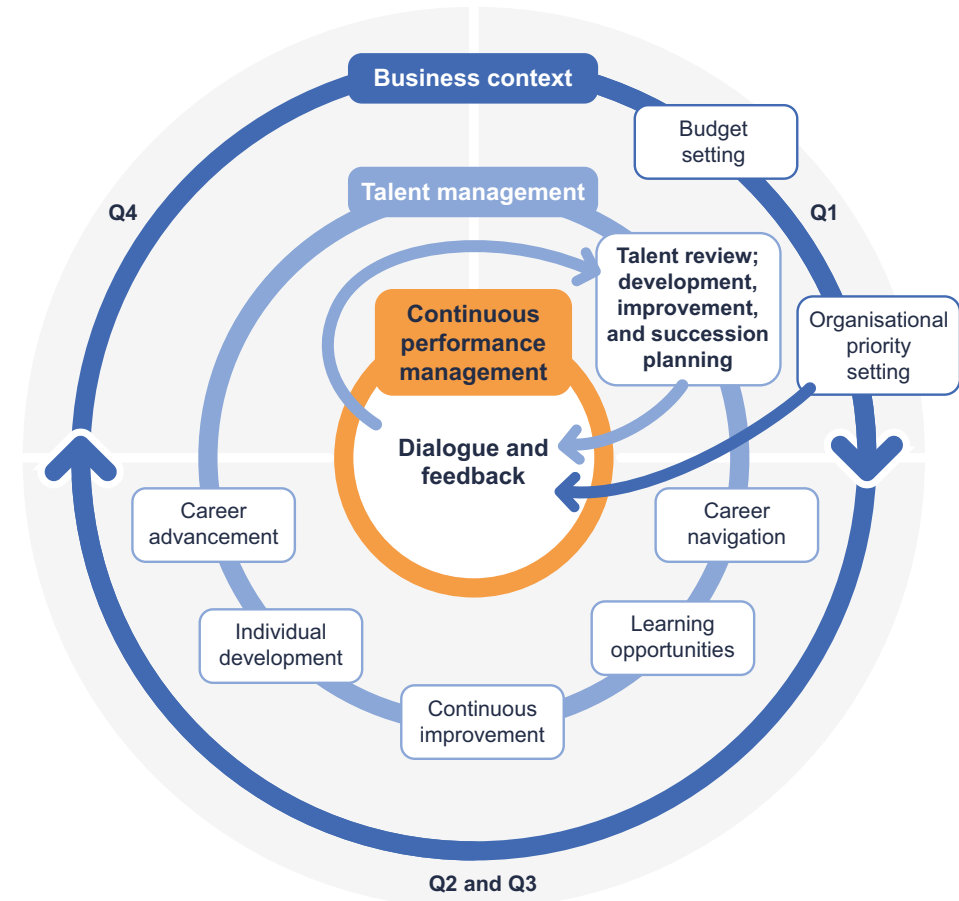 Business context
Budget
setting
Talent management
Q4
Q1
Talent review;
development,
improvement,
and succession
planning
Continuous
performance
management
Organisational
priority
setting
Dialogue and
feedback
Career
advancement
Career
navigation
Individual
development
Learning
opportunities
Continuous
improvement
Q2 and Q3